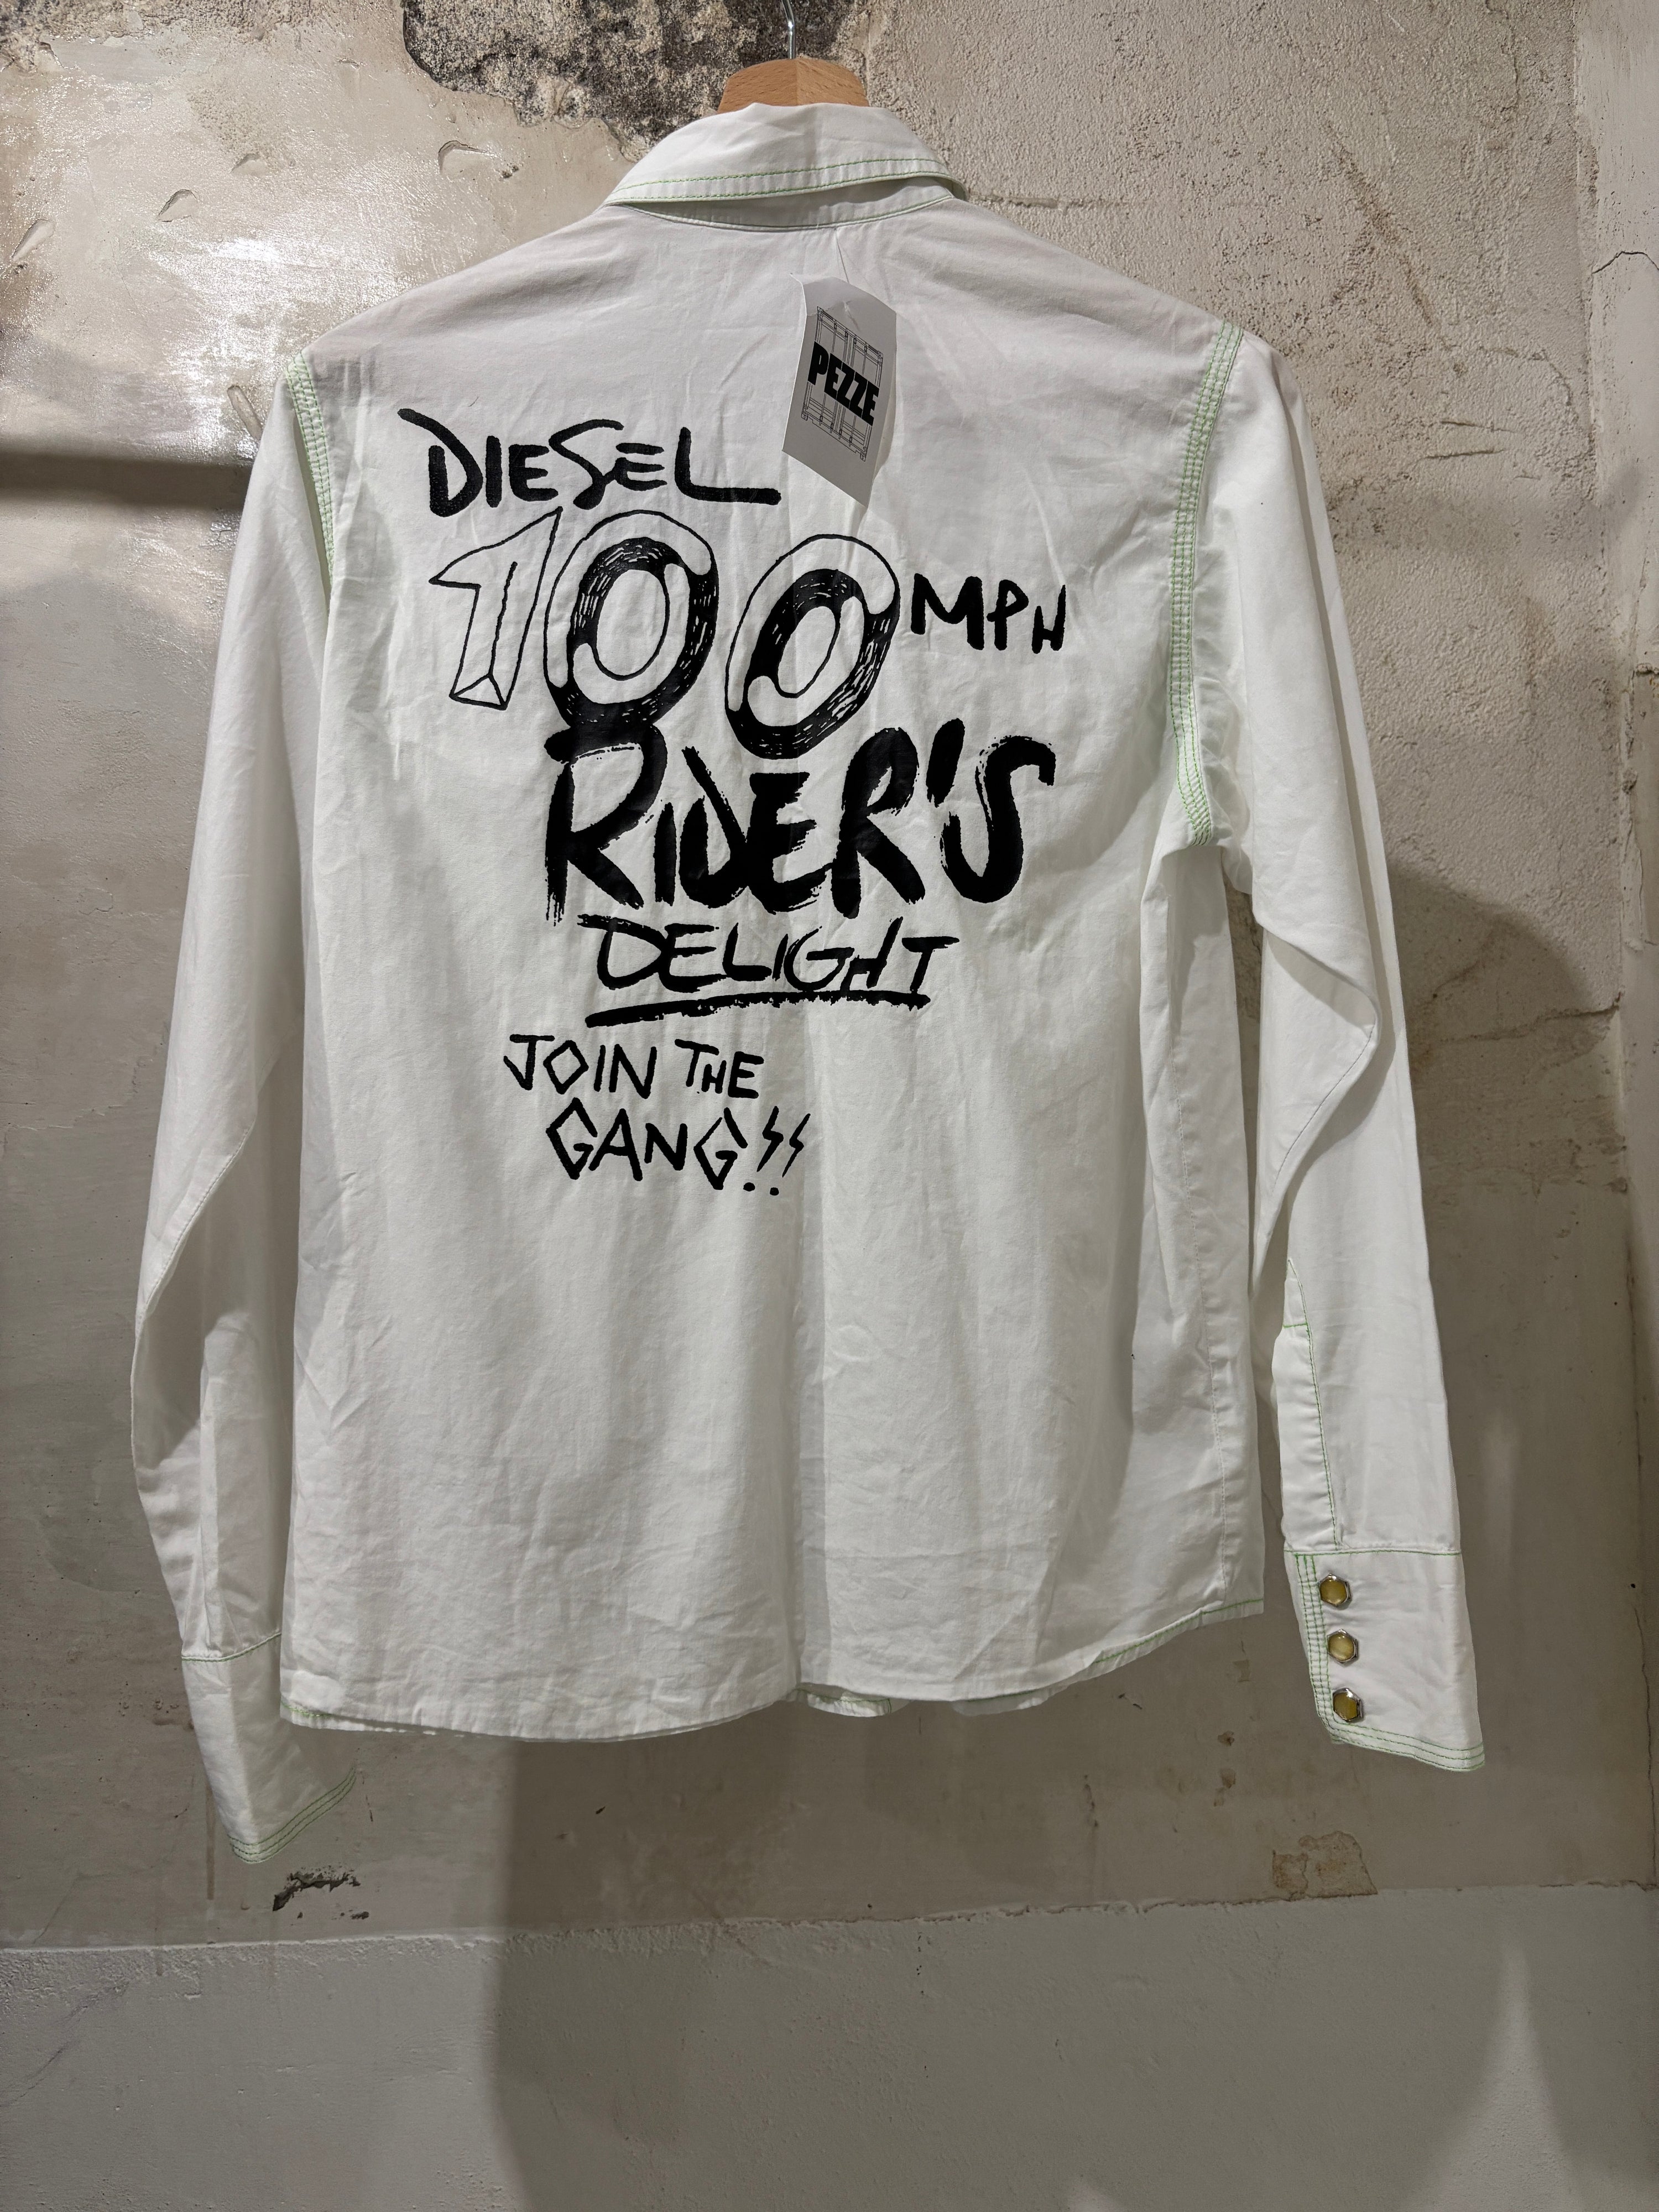 PEZZE
DIESEL
100 MPH
RIDER'S
DELIGHT
JOIN THE
GANG!!